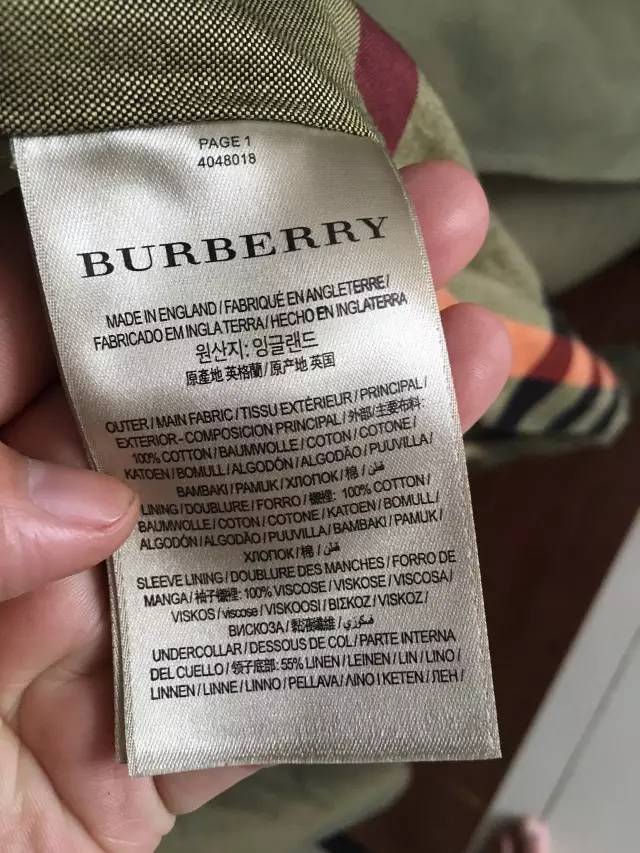 PAGE 1
4048018
BURBERRY
MADE IN ENGLAND / FABRIQUÉ EN ANGLETERRE /
FABRICADO EM INGLATERRA / HECHO EN INGLATERRA
원산지: 잉글랜드
原產地 英格蘭 / 原产地 英国
OUTER / MAIN FABRIC / TISSU EXTÉRIEUR / PRINCIPAL /
EXTERIOR - COMPOSICION PRINCIPAL / 外部/主要布料:
100% COTTON / BAUMWOLLE / COTON / COTONE /
KATOEN / BOMULL / ALGODÓN / ALGODÃO / PUUVILLA /
BAMBAKI / PAMUK / ХЛОПОК / 棉 / قطن
LINING / DOUBLURE / FORRO / 襯裡: 100% COTTON /
BAUMWOLLE / COTON / COTONE / KATOEN / BOMULL /
ALGODÓN / ALGODÃO / PUUVILLA / BAMBAKI / PAMUK /
ХЛОПОК / 棉 / قطن
SLEEVE LINING / DOUBLURE DES MANCHES / FORRO DE
MANGA / 袖子襯裡: 100% VISCOSE / VISKOSE / VISCOSA /
VISKOS / viscose / VISKOOSI / ΒΙΣΚΟΖ / VISKOZ /
ВИСКОЗА / 黏液纖維 / فسكوزي
UNDERCOLLAR / DESSOUS DE COL / PARTE INTERNA
DEL CUELLO / 领子底部: 55% LINEN / LEINEN / LIN / LINO /
LINNEN / LINNE / LINNO / PELLAVA / ΛΙΝΟ I KETEN / ЛЕН /